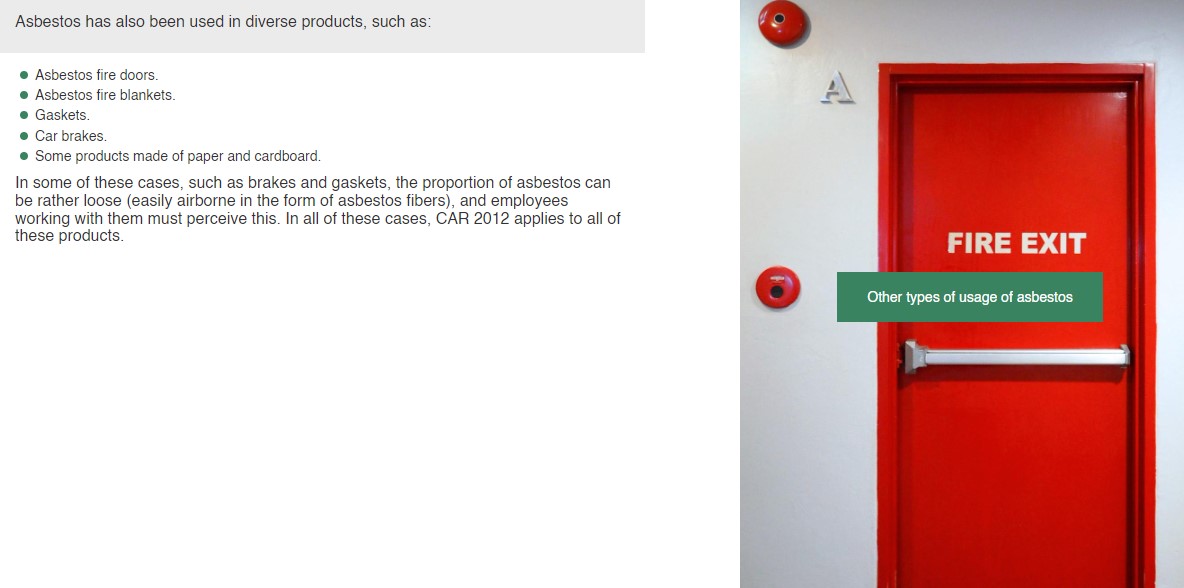 Asbestos has also been used in diverse products, such as:
Asbestos fire doors.
Asbestos fire blankets.
Gaskets.
Car brakes.
Some products made of paper and cardboard.
In some of these cases, such as brakes and gaskets, the proportion of asbestos can
be rather loose (easily airborne in the form of asbestos fibers), and employees
working with them must perceive this. In all of these cases, CAR 2012 applies to all of
these products.
A
FIRE EXIT
Other types of usage of asbestos